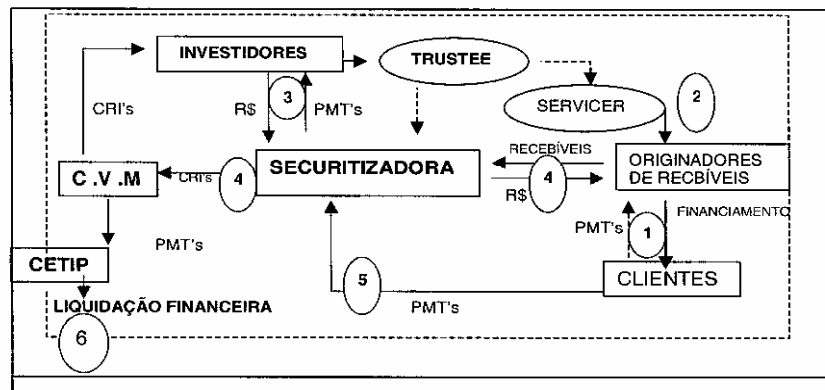 INVESTIDORES
TRUSTEE
CRI's
R$
3
PMT's
SERVICER
2
C .V .M
CRI's
4
SECURITIZADORA
RECEBÍVEIS
R$
4
ORIGINADORES
DE RECBÍVEIS
PMT's
1
FINANCIAMENTO
PMT's
CETIP
CLIENTES
5
PMT's
LIQUIDAÇÃO FINANCEIRA
6